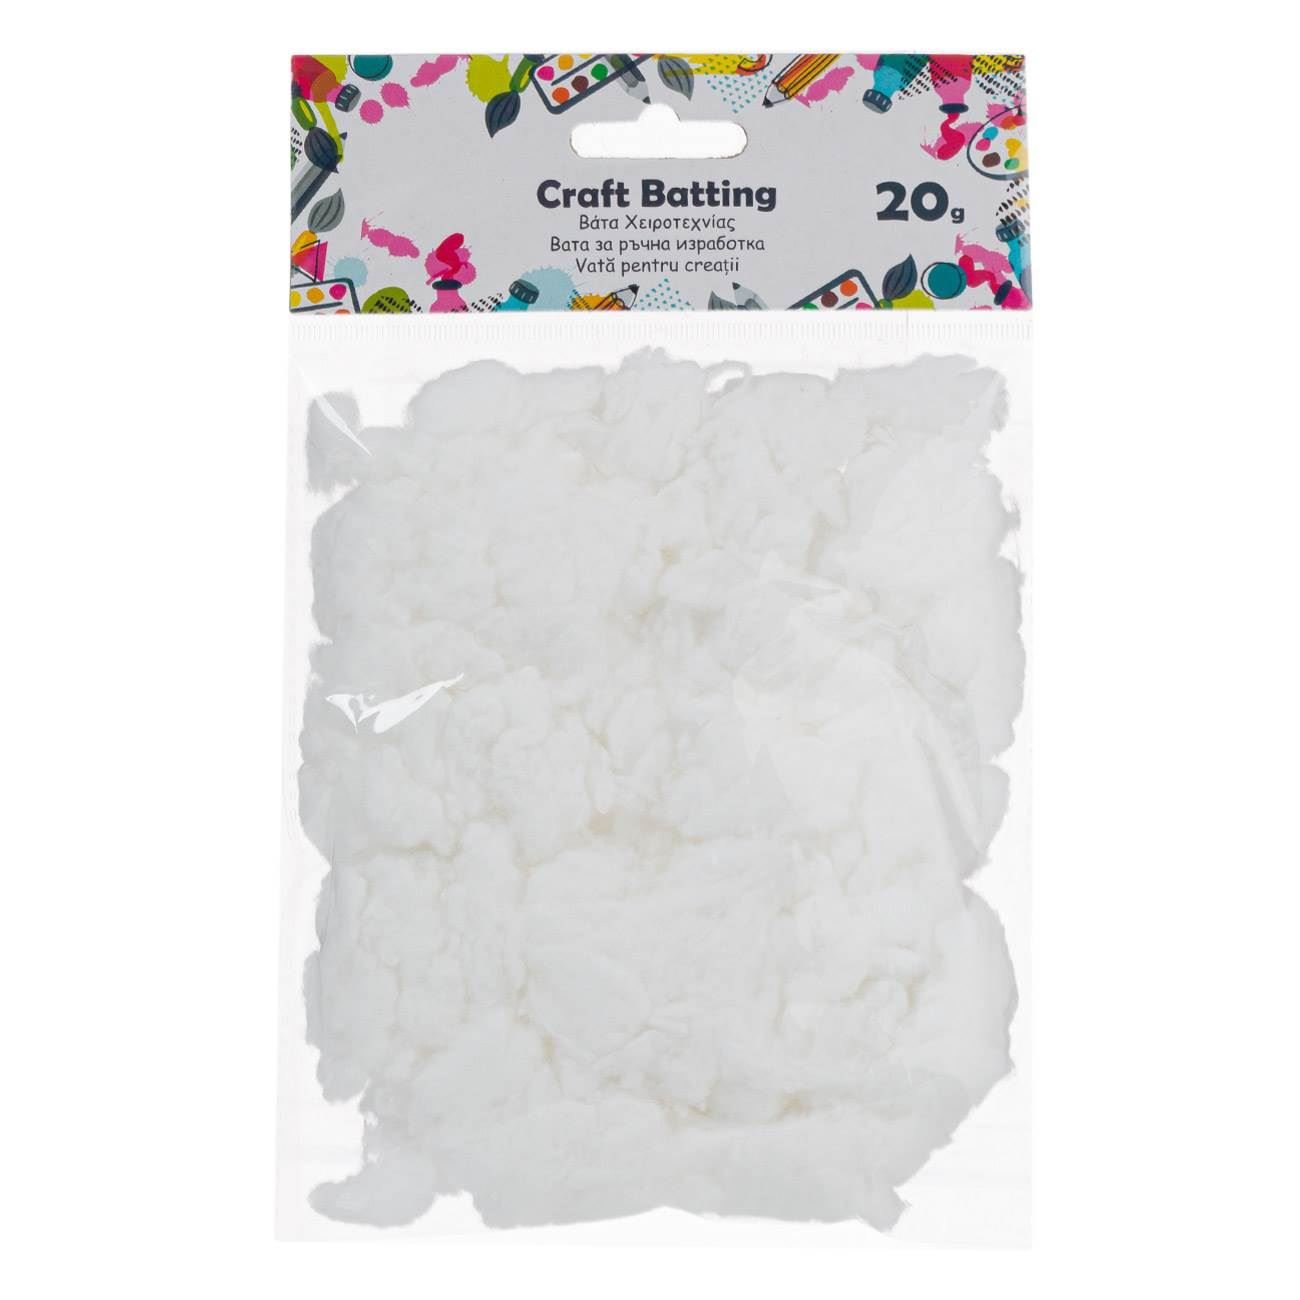 Craft Batting
20g
Βάτα Χειροτεχνίας
Вата за ръчна изработка
Vată pentru creații